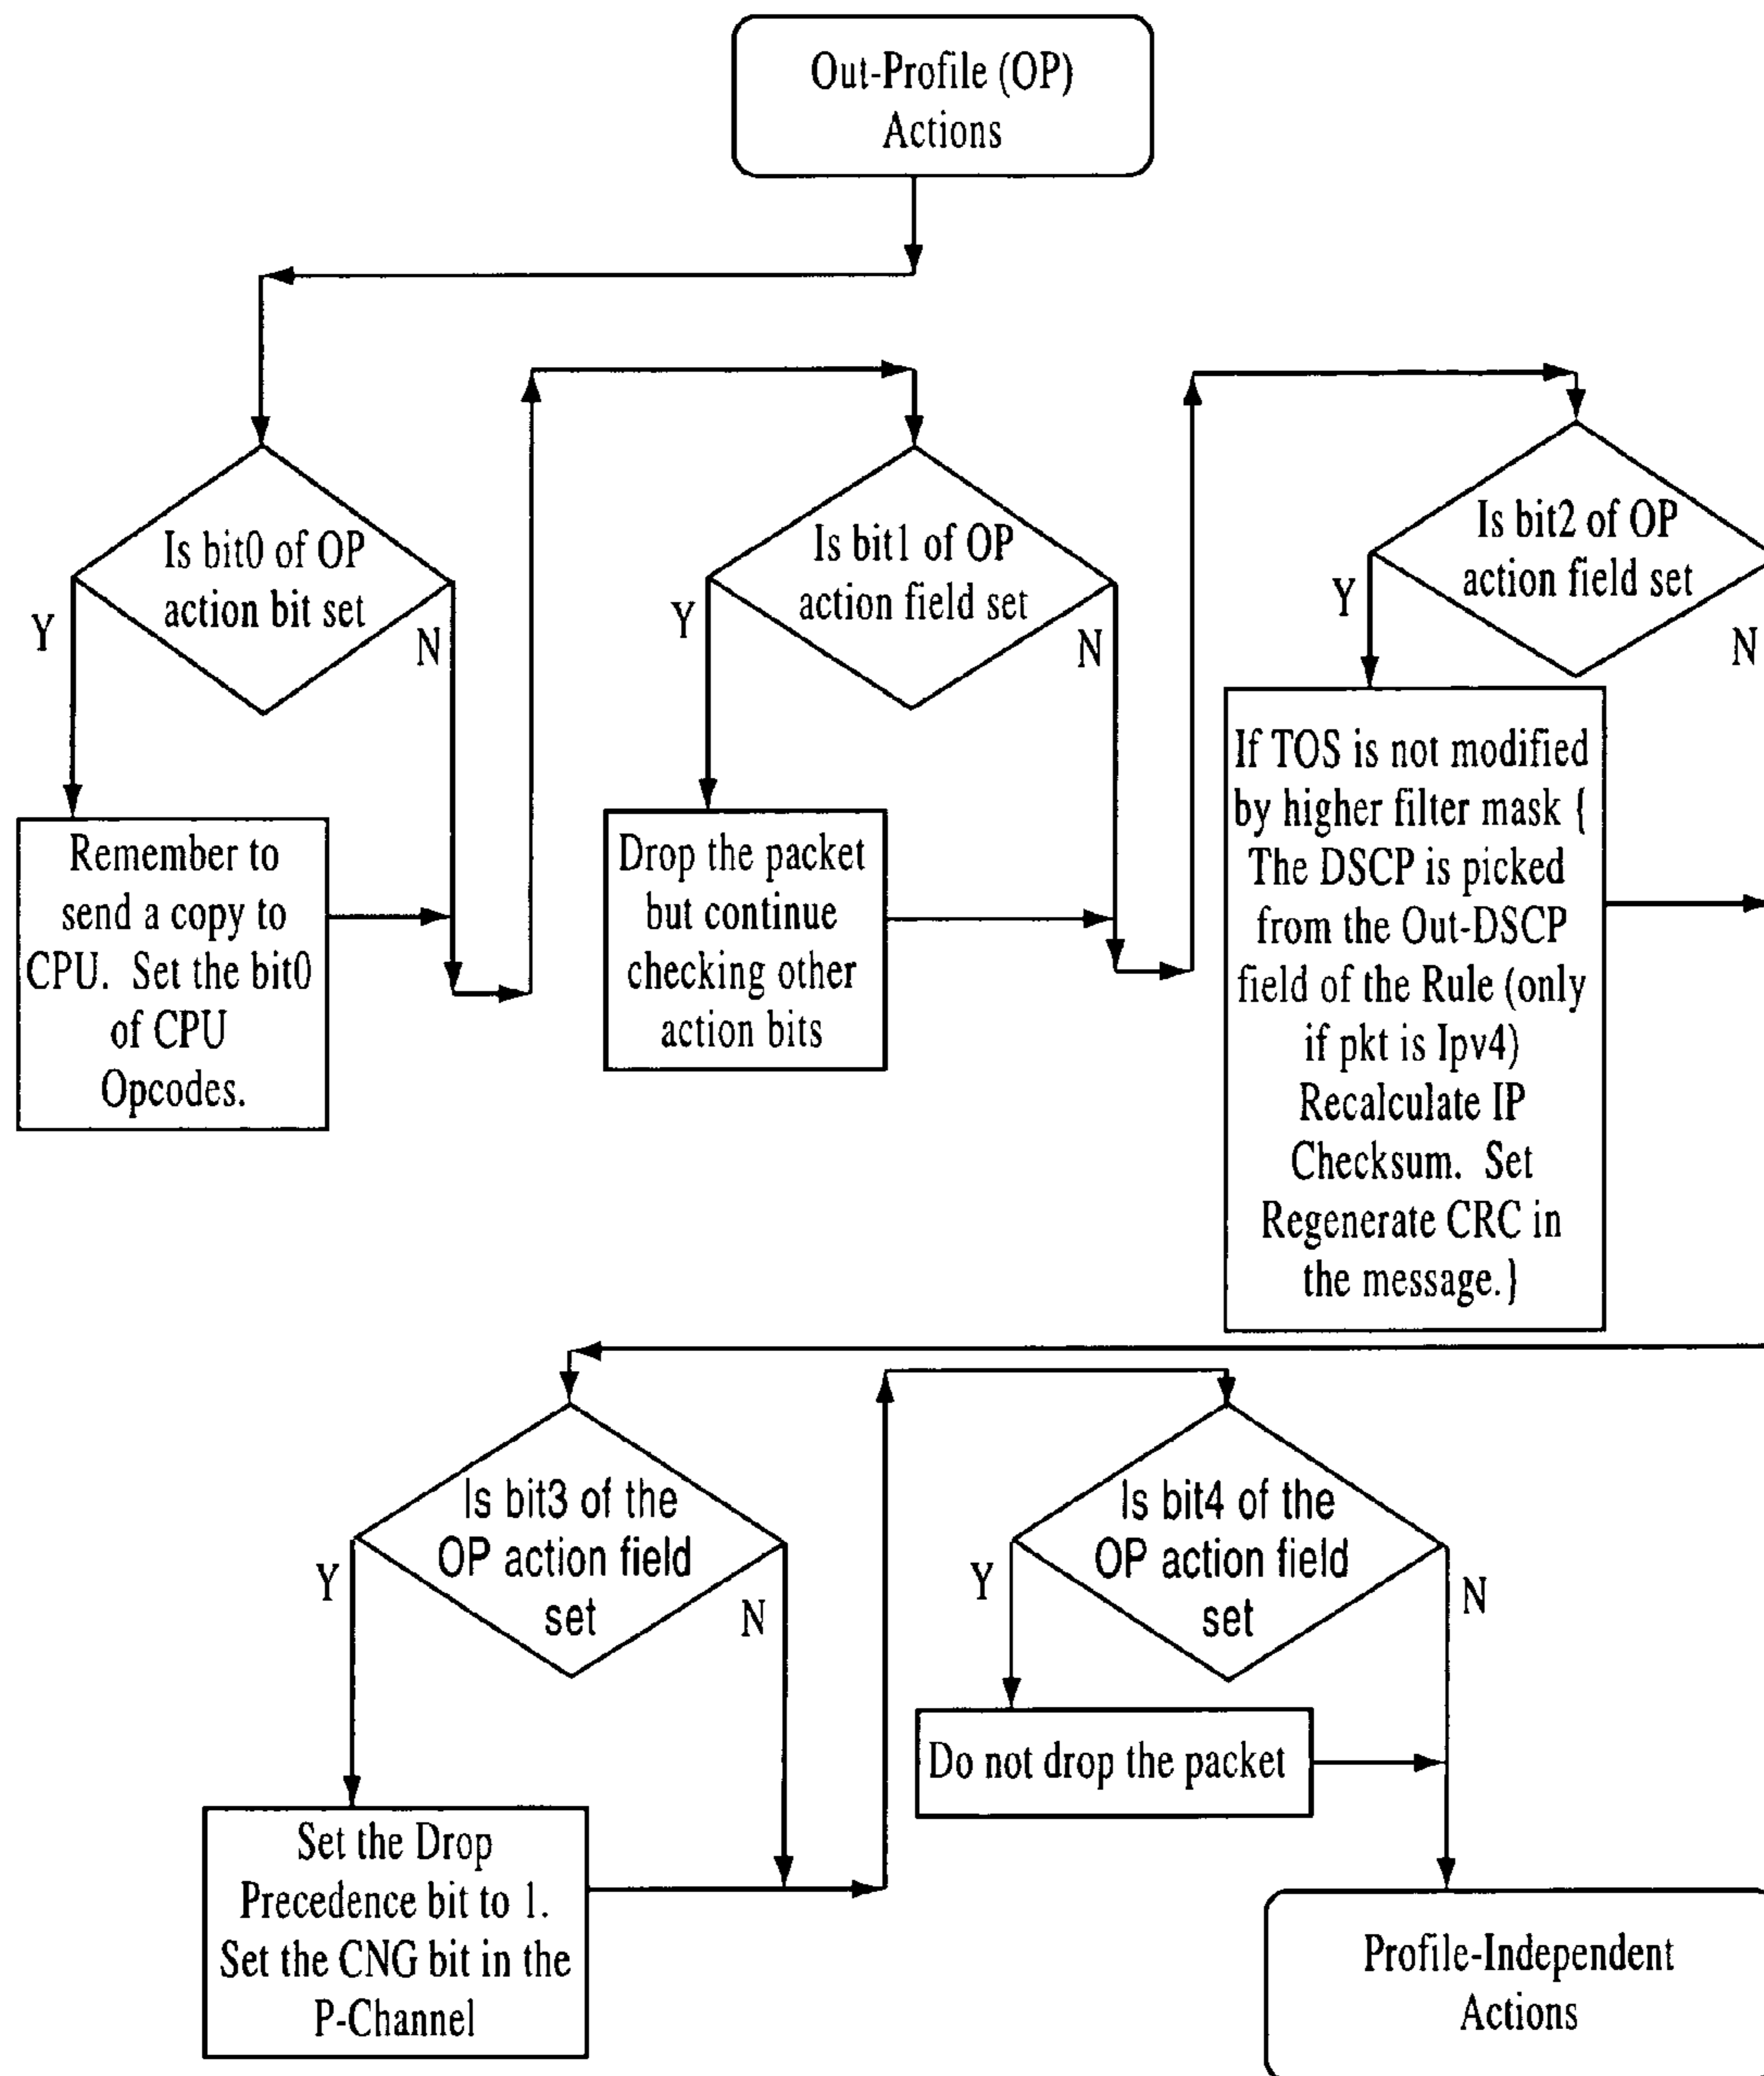 Out-Profile (OP)
Actions
Is bit0 of OP
action bit set
Y
N
Is bit1 of OP
action field set
Y
N
Is bit2 of OP
action field set
Y
N
Remember to
send a copy to
CPU. Set the bit0
of CPU
Opcodes.
Drop the packet
but continue
checking other
action bits
If TOS is not modified
by higher filter mask {
The DSCP is picked
from the Out-DSCP
field of the Rule (only
if pkt is Ipv4)
Recalculate IP
Checksum. Set
Regenerate CRC in
the message.}
Is bit3 of the
OP action field
set
Y
N
Is bit4 of the
OP action field
set
Y
N
Do not drop the packet
Set the Drop
Precedence bit to 1.
Set the CNG bit in the
P-Channel
Profile-Independent
Actions